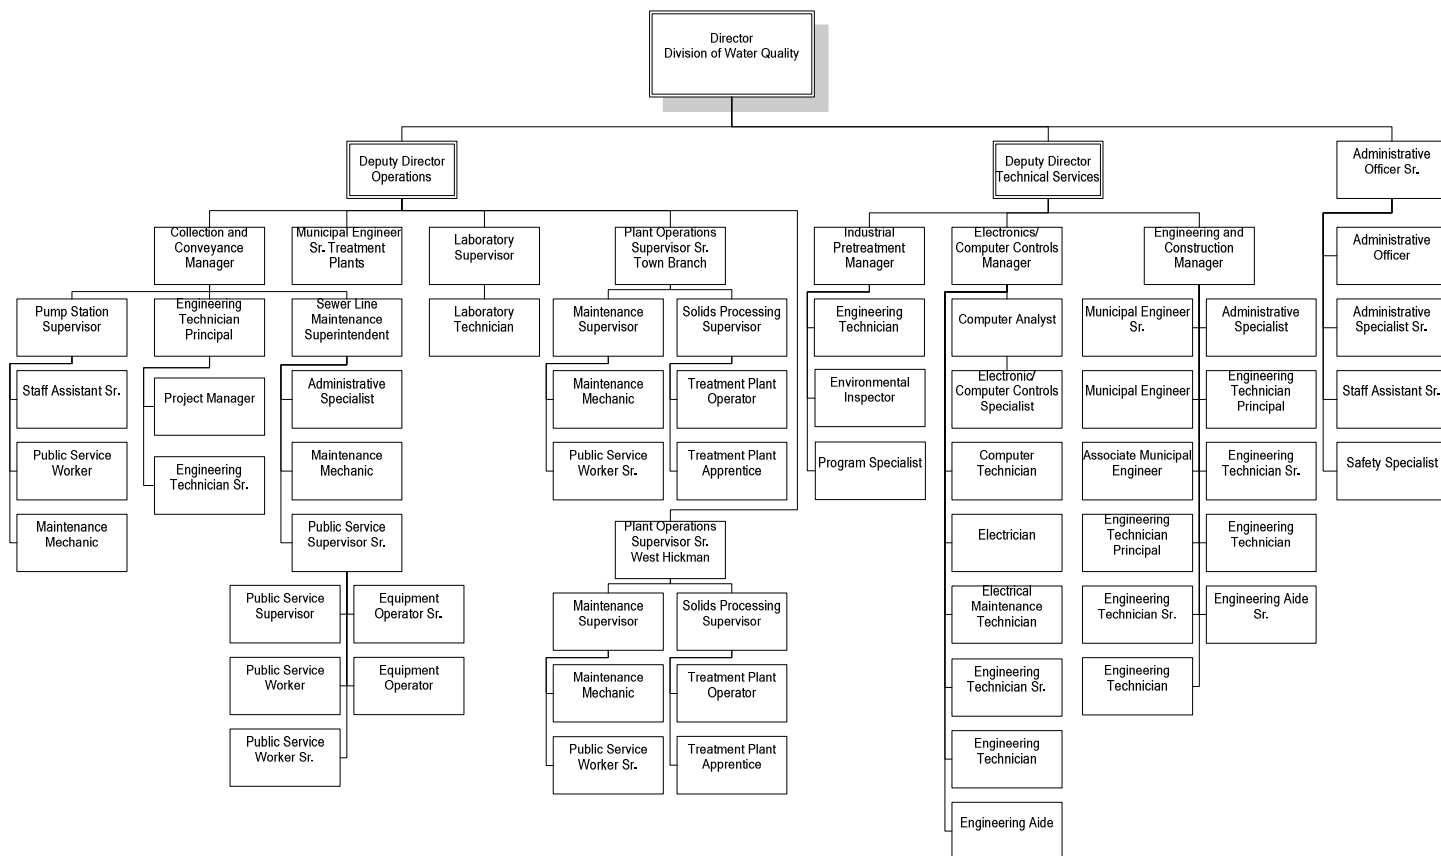 Director
Division of Water Quality
Deputy Director
Operations
Deputy Director
Technical Services
Administrative
Officer Sr.
Collection and
Conveyance
Manager
Municipal Engineer
Sr. Treatment
Plants
Laboratory
Supervisor
Plant Operations
Supervisor Sr.
Town Branch
Industrial
Pretreatment
Manager
Electronics/
Computer Controls
Manager
Engineering and
Construction
Manager
Administrative
Officer
Pump Station
Supervisor
Engineering
Technician
Principal
Sewer Line
Maintenance
Superintendent
Laboratory
Technician
Maintenance
Supervisor
Solids Processing
Supervisor
Engineering
Technician
Computer Analyst
Municipal Engineer
Sr.
Administrative
Specialist
Administrative
Specialist Sr.
Staff Assistant Sr.
Project Manager
Administrative
Specialist
Maintenance
Mechanic
Treatment Plant
Operator
Environmental
Inspector
Electronic/
Computer Controls
Specialist
Municipal Engineer
Engineering
Technician
Principal
Staff Assistant Sr.
Public Service
Worker
Engineering
Technician Sr.
Maintenance
Mechanic
Public Service
Worker Sr.
Treatment Plant
Apprentice
Program Specialist
Computer
Technician
Associate Municipal
Engineer
Engineering
Technician Sr.
Safety Specialist
Maintenance
Mechanic
Public Service
Supervisor Sr.
Plant Operations
Supervisor Sr.
West Hickman
Electrician
Engineering
Technician
Principal
Engineering
Technician
Public Service
Supervisor
Equipment
Operator Sr.
Maintenance
Supervisor
Solids Processing
Supervisor
Electrical
Maintenance
Technician
Engineering
Technician Sr.
Engineering Aide
Sr.
Public Service
Worker
Equipment
Operator
Maintenance
Mechanic
Treatment Plant
Operator
Engineering
Technician Sr.
Engineering
Technician
Public Service
Worker Sr.
Public Service
Worker Sr.
Treatment Plant
Apprentice
Engineering
Technician
Engineering Aide